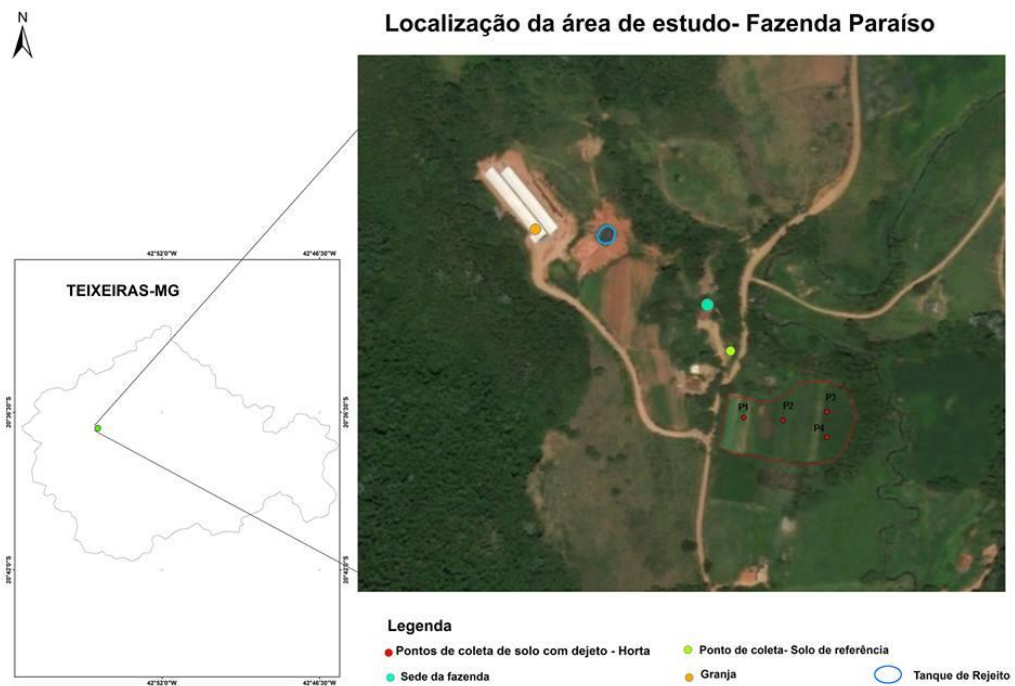 N
Localização da área de estudo- Fazenda Paraíso
42°52'0"W
42°46'30"W
TEIXEIRAS-MG
20°36'30"S
20°36'30"S
P1
P2
P3
P4
20°42'0"S
20°42'0"S
42°52'0"W
42°46'30"W
Legenda
Pontos de coleta de solo com dejeto - Horta
Ponto de coleta- Solo de referência
Sede da fazenda
Granja
Tanque de Rejeito